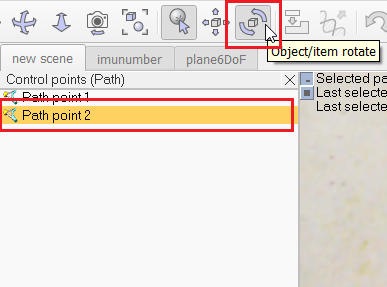 Object/item rotate
new scene
imunumber
plane6DoF
Control points (Path)
Path point 1
Path point 2
Selected pa
Last selecte
Last selecte